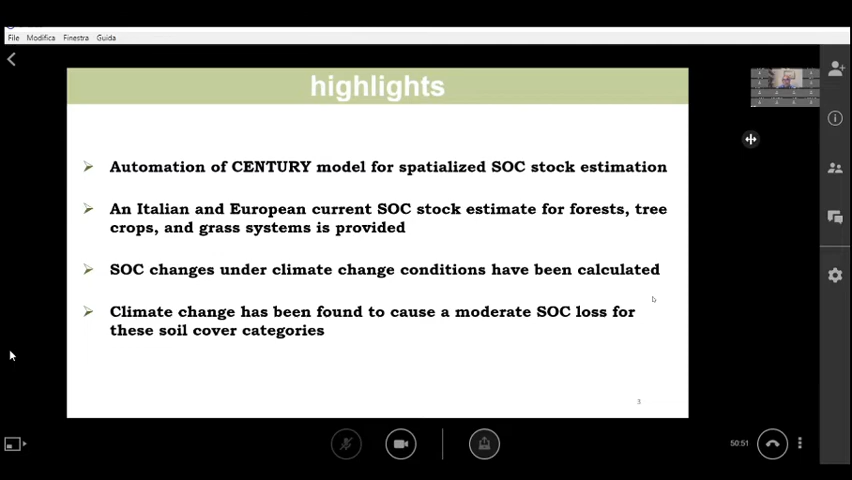 File Modifica Finestra Guida
highlights
Automation of CENTURY model for spatialized SOC stock estimation
An Italian and European current SOC stock estimate for forests, tree
crops, and grass systems is provided
SOC changes under climate change conditions have been calculated
Climate change has been found to cause a moderate SOC loss for
these soil cover categories
3
50:51